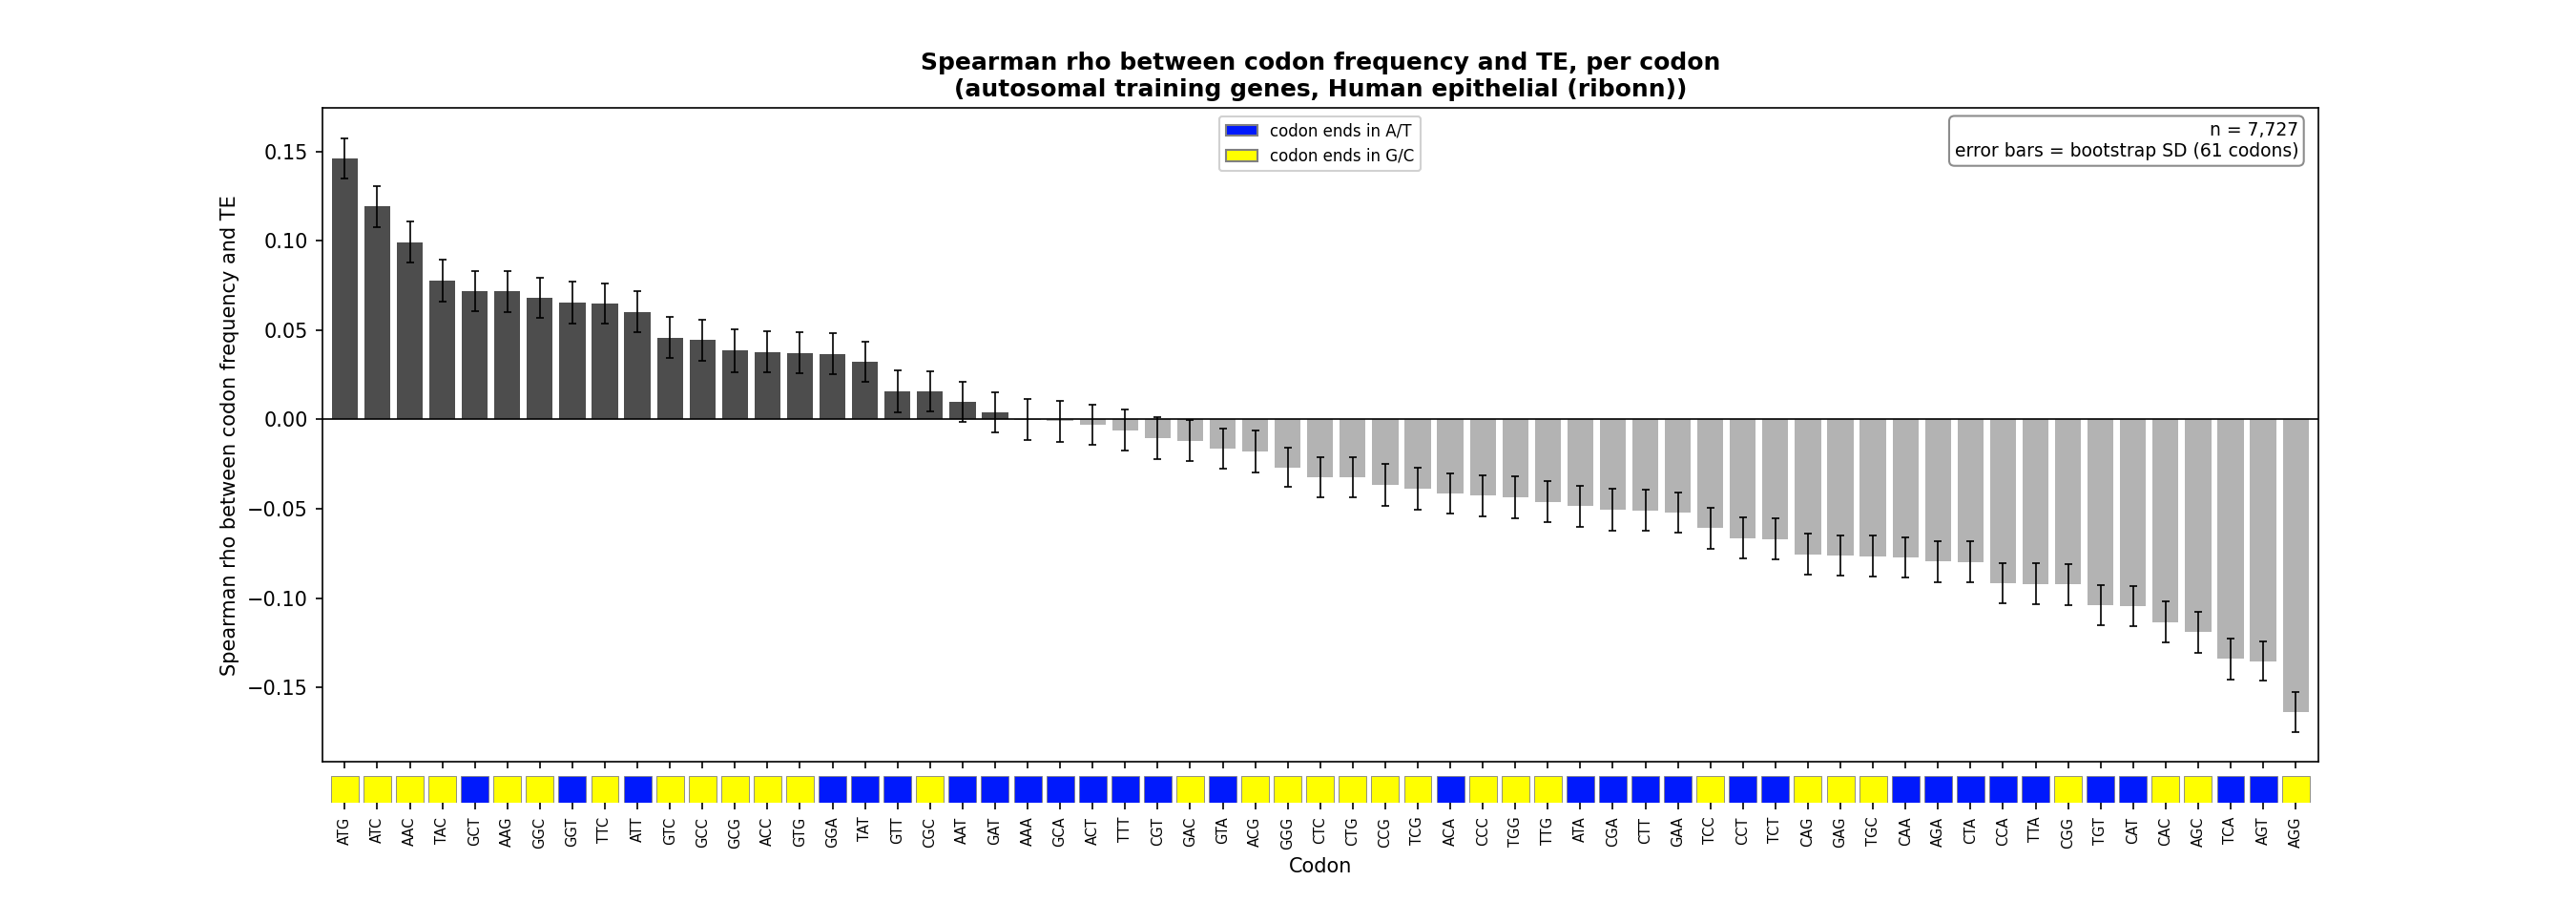 Spearman rho between codon frequency and TE, per codon
(autosomal training genes, Human epithelial (ribonn))
codon ends in A/T
codon ends in G/C
n = 7,727
error bars = bootstrap SD (61 codons)
Spearman rho between codon frequency and TE
0.15
0.10
0.05
0.00
−0.05
−0.10
−0.15
ATG ATC AAC TAC GCT AAG GGC GGT TTC ATT GTC GCC GCG ACC GTG GGA TAT GTT CGC AAT GAT AAA GCA ACT TTT CGT GAC GTA ACG GGG CTC CTG CCG TCG ACA CCC TGG TTG ATA CGA CTT GAA TCC CCT TCT CAG GAG TGC CAA AGA CTA CCA TTA CGG TGT CAT CAC AGC TCA AGT AGG
Codon